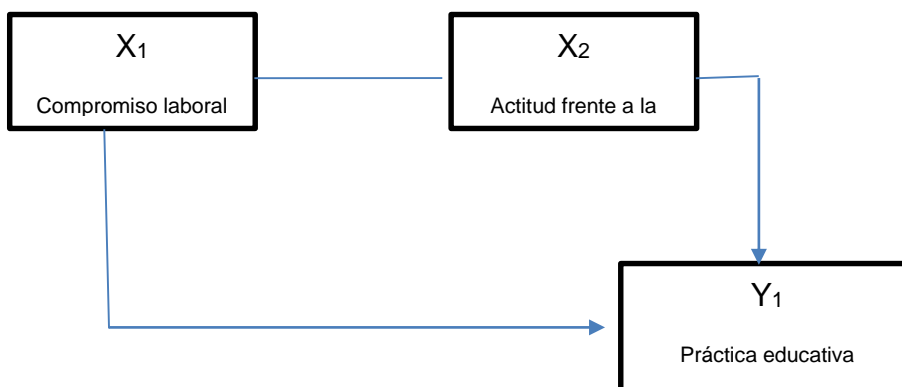 X1
Compromiso laboral
X2
Actitud frente a la
Y1
Práctica educativa